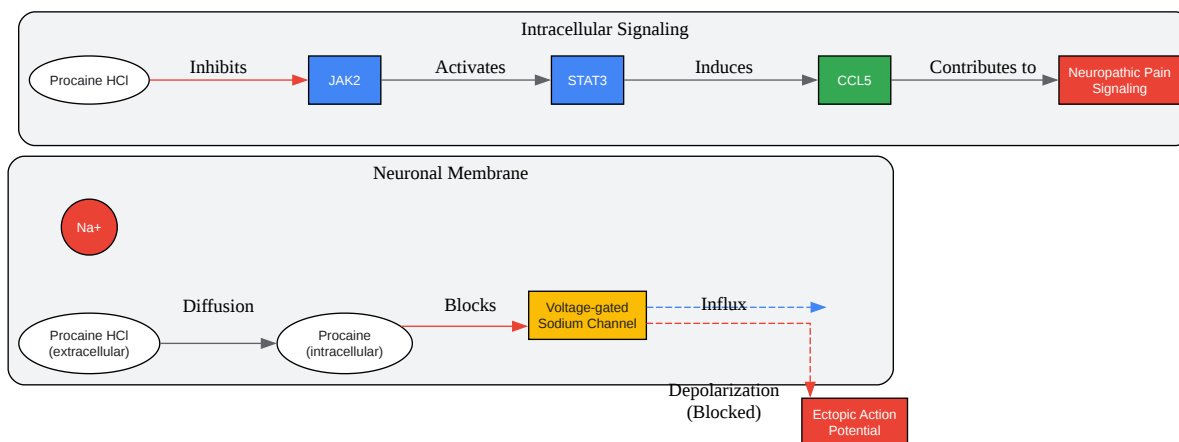 Intracellular Signaling
Procaine HCl
Inhibits
JAK2
Activates
STAT3
Induces
CCL5
Contributes to
Neuropathic Pain
Signaling
Neuronal Membrane
Na+
Procaine HCl
(extracellular)
Diffusion
Procaine
(intracellular)
Blocks
Voltage-gated
Sodium Channel
Influx
Depolarization
(Blocked)
Ectopic Action
Potential